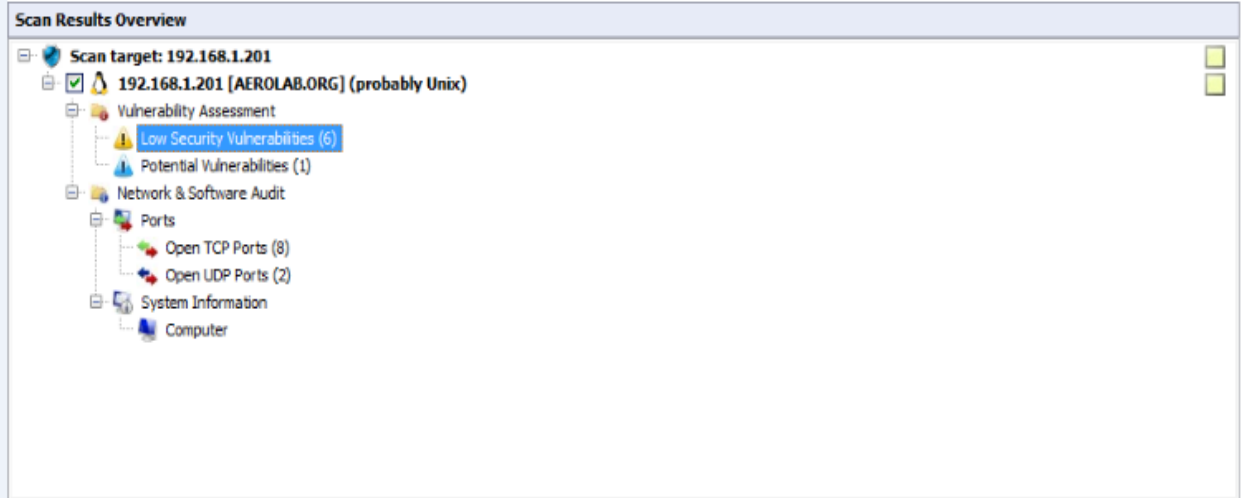 Scan Results Overview
Scan target: 192.168.1.201
192.168.1.201 [AEROLAB.ORG] (probably Unix)
Vulnerability Assessment
Low Security Vulnerabilities (6)
Potential Vulnerabilities (1)
Network & Software Audit
Ports
Open TCP Ports (8)
Open UDP Ports (2)
System Information
Computer